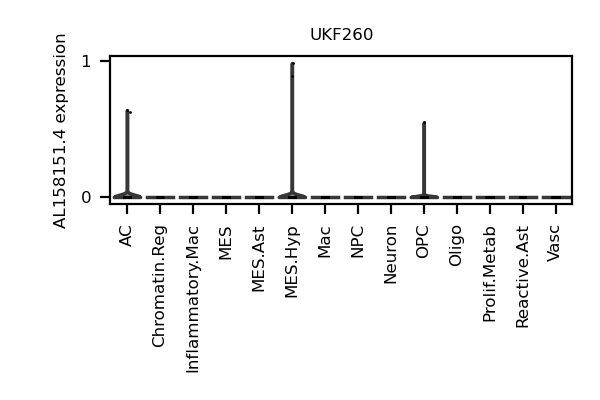 UKF260
AL158151.4 expression
1
0
AC
Chromatin.Reg
Inflammatory.Mac
MES
MES.Ast
MES.Hyp
Mac
NPC
Neuron
OPC
Oligo
Prolif.Metab
Reactive.Ast
Vasc